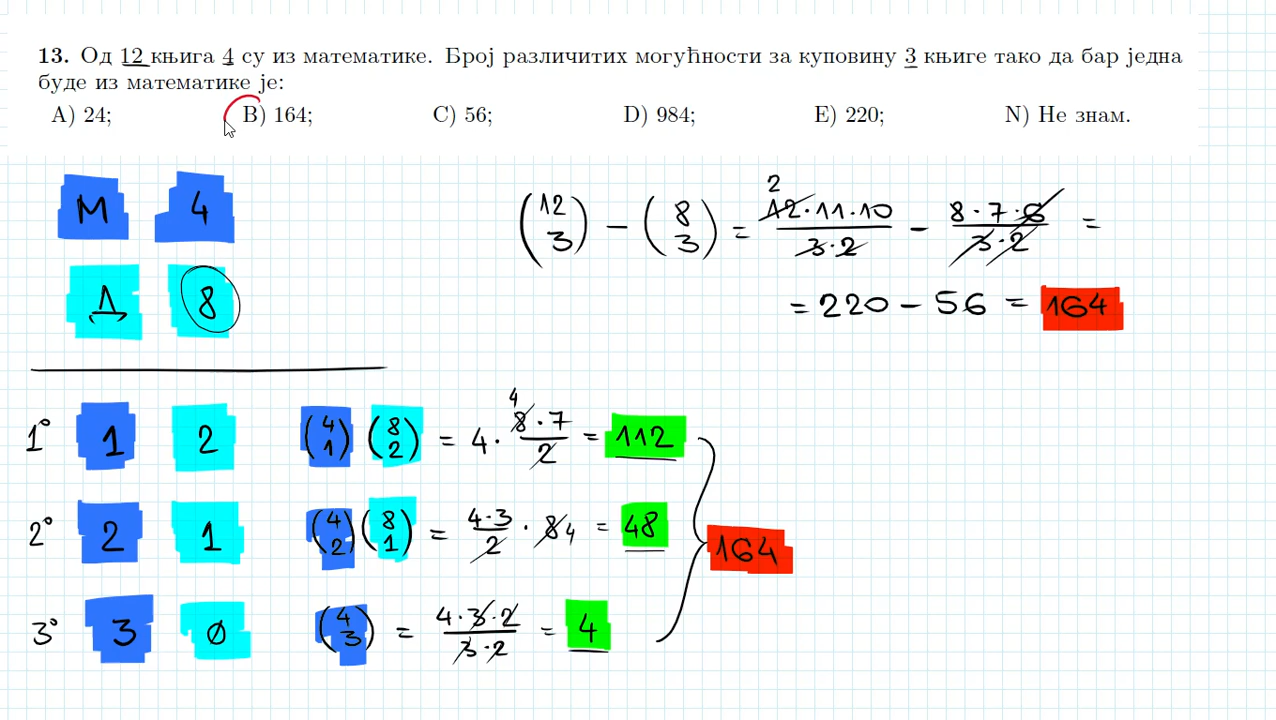 13. Од 12 књига 4 су из математике. Број различитих могућности за куповину 3 књиге тако да бар једна
буде из математике је:
A) 24; B) 164; C) 56; D) 984; E) 220; N) Не знам.
М 4
Д 8
(12 3) − (8 3) = 12·11·10 / 3·2 − 8·7·6 / 3·2 =
2
= 220 − 56 = 164
1° 1 2 (4 1) (8 2) = 4 · 8·7 / 2 = 112
4
2° 2 1 (4 2) (8 1) = 4·3 / 2 · 8 4 = 48
164
3° 3 0 (4 3) = 4·3·2 / 3·2 = 4